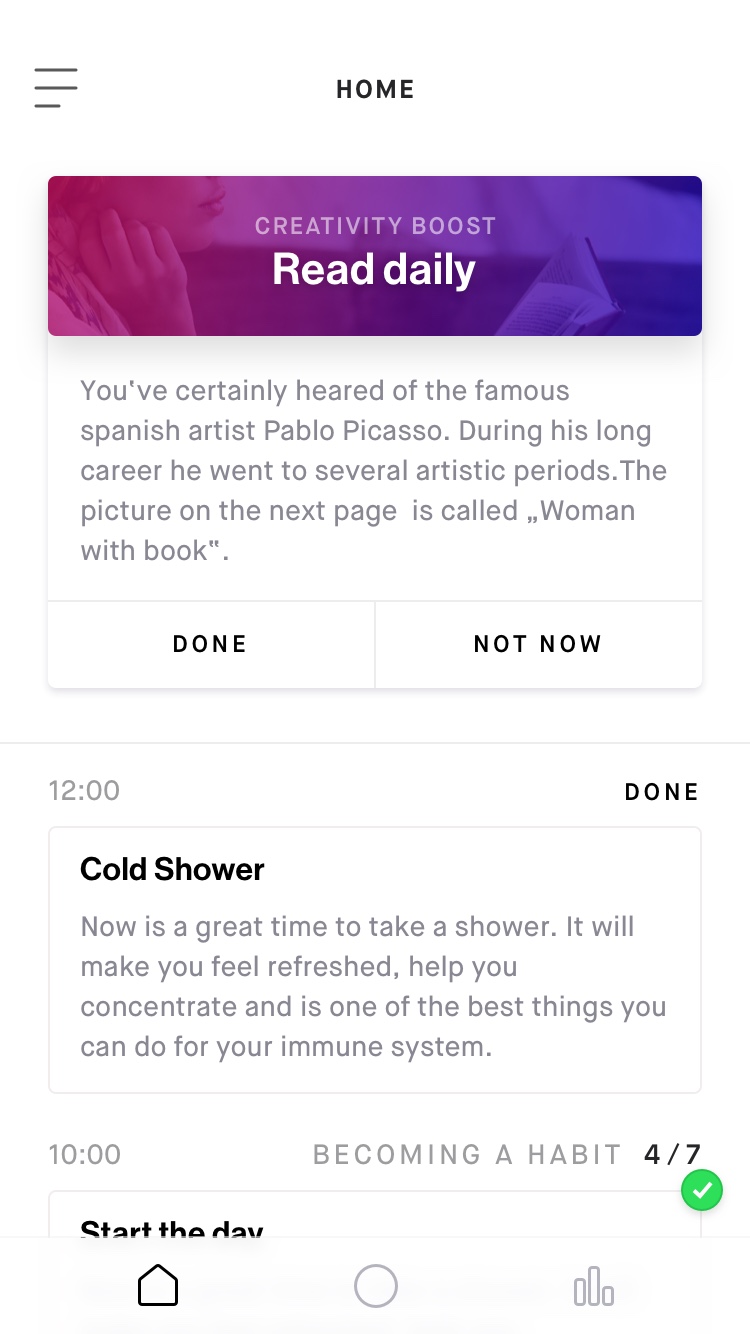 HOME
CREATIVITY BOOST
Read daily
You‛ve certainly heared of the famous
spanish artist Pablo Picasso. During his long
career he went to several artistic periods.The
picture on the next page  is called „Woman
with book‟.
DONE
NOT NOW
12:00
DONE
Cold Shower
Now is a great time to take a shower. It will
make you feel refreshed, help you
concentrate and is one of the best things you
can do for your immune system.
10:00
BECOMING A HABIT 4/7
Start the day